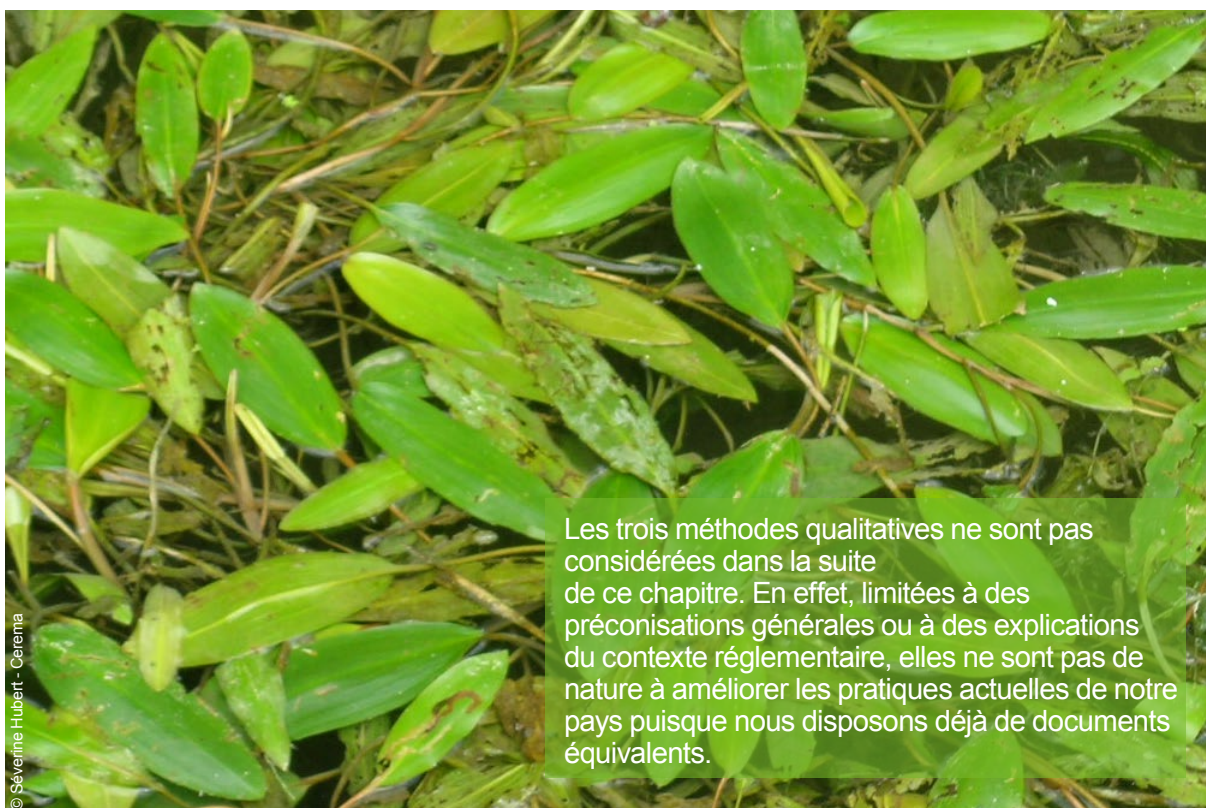 Les trois méthodes qualitatives ne sont pas
considérées dans la suite
de ce chapitre. En effet, limitées à des
préconisations générales ou à des explications
du contexte réglementaire, elles ne sont pas de
nature à améliorer les pratiques actuelles de notre
pays puisque nous disposons déjà de documents
équivalents.
© Séverine Hubert - Cerema